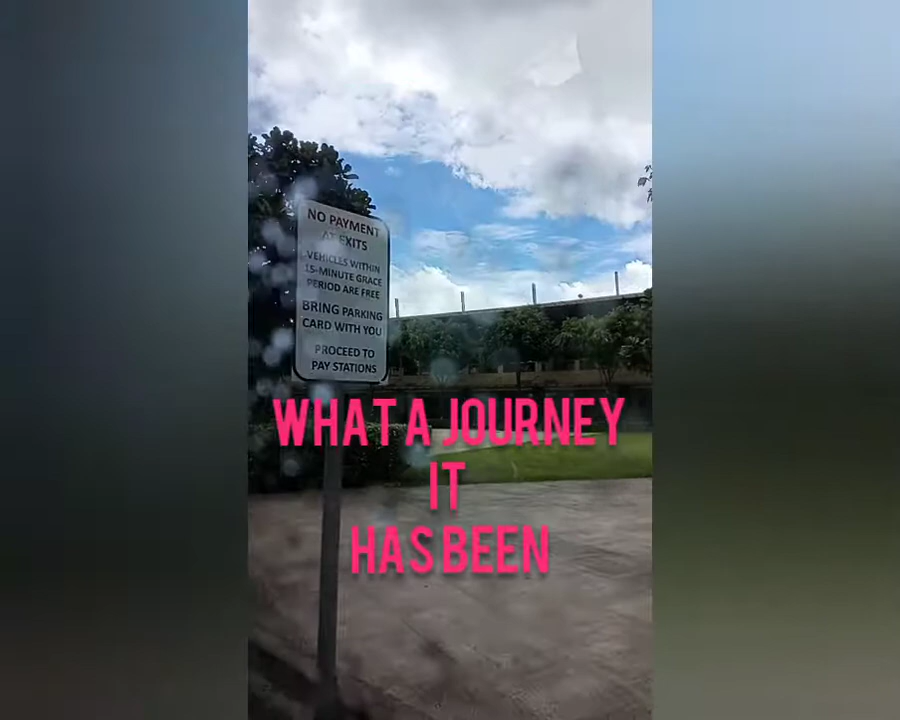 NO PAYMENT
AT EXITS
VEHICLES WITHIN
15-MINUTE GRACE
PERIOD ARE FREE
BRING PARKING
CARD WITH YOU
PROCEED TO
PAY STATIONS
WHAT A JOURNEY
IT
HAS BEEN